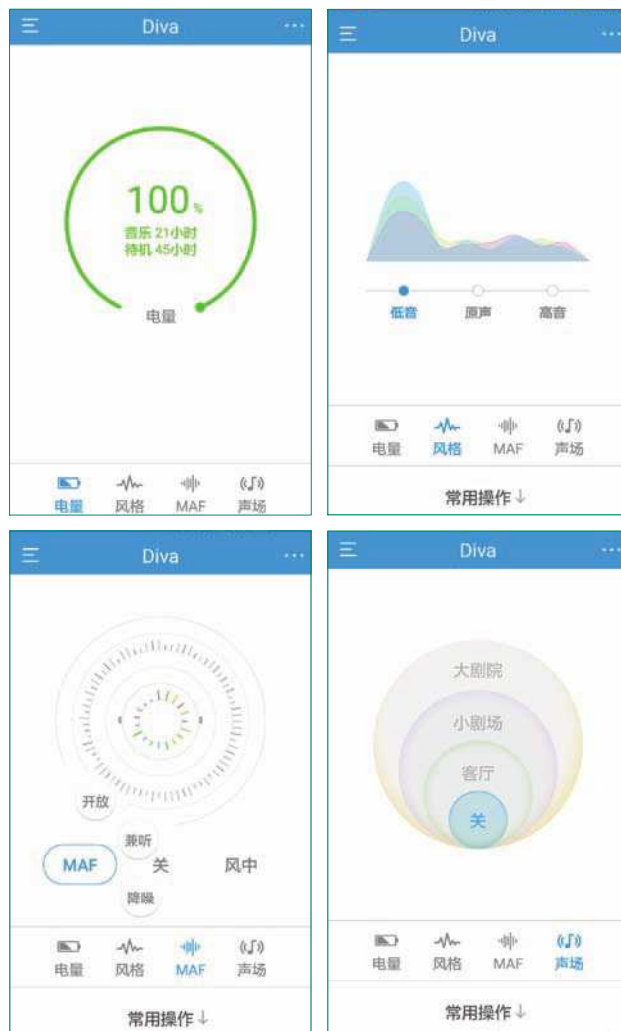 Diva
100%
音乐 21小时
待机 45小时
电量
电量 风格 MAF 声场
Diva
低音 原声 高音
电量 风格 MAF 声场
常用操作↓
Diva
开放
兼听
MAF 关 风中
降噪
电量 风格 MAF 声场
常用操作↓
Diva
大剧院
小剧场
客厅
关
电量 风格 MAF 声场
常用操作↓